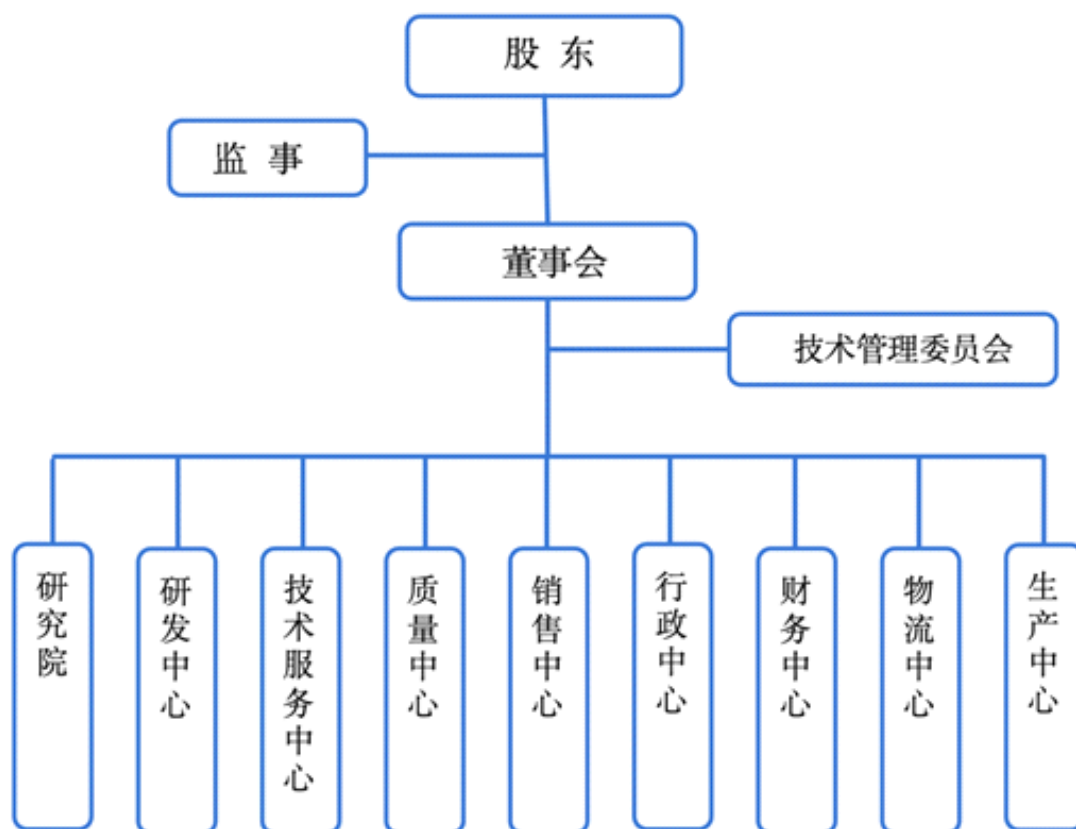 股 东
监 事
董事会
技术管理委员会
研究院
研发中心
技术服务中心
质量中心
销售中心
行政中心
财务中心
物流中心
生产中心